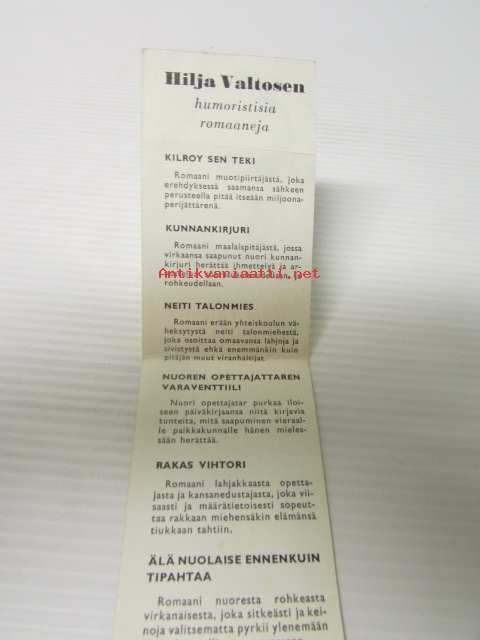 Hilja Valtosen
humoristisia
romaaneja
KILROY SEN TEKI
Romaani muotipiirtäjästä, joka
erehdyksessä saamansa sähkeen
perusteella pitää itseään miljoona-
perijättärenä.
KUNNANKIRJURI
Romaani maalaispitäjästä, jossa
virkaansa saapunut nuori kunnan-
kirjuri herättää ihmettelyä ja ar-
Antikvariaatti.net
rohkeudellaan.
NEITI TALONMIES
Romaani erään yhteiskoulun vä-
heksytystä neiti talonmiehestä,
joka osoittaa omaavansa lahjoja ja
sivistystä ehkä enemmänkin kuin
pitäjän muut viranhaltijat.
NUOREN OPETTAJATTAREN
VARAVENTTIILI
Nuori opettajatar purkaa iloi-
seen päiväkirjaansa niitä kirjavia
tunteita, mitä saapuminen vieraal-
le paikkakunnalle hänen mieles-
sään herättää.
RAKAS VIHTORI
Romaani lahjakkaasta opetta-
jasta ja kansanedustajasta, joka vii-
saasti ja määrätietoisesti sopeut-
taa rakkaan miehensäkin elämänsä
tiukkaan tahtiin.
ÄLÄ NUOLAISE ENNENKUIN
TIPAHTAA
Romaani nuoresta rohkeasta
virkanaisesta, joka sitkeästi ja kei-
noja valitsematta pyrkii ylenemään